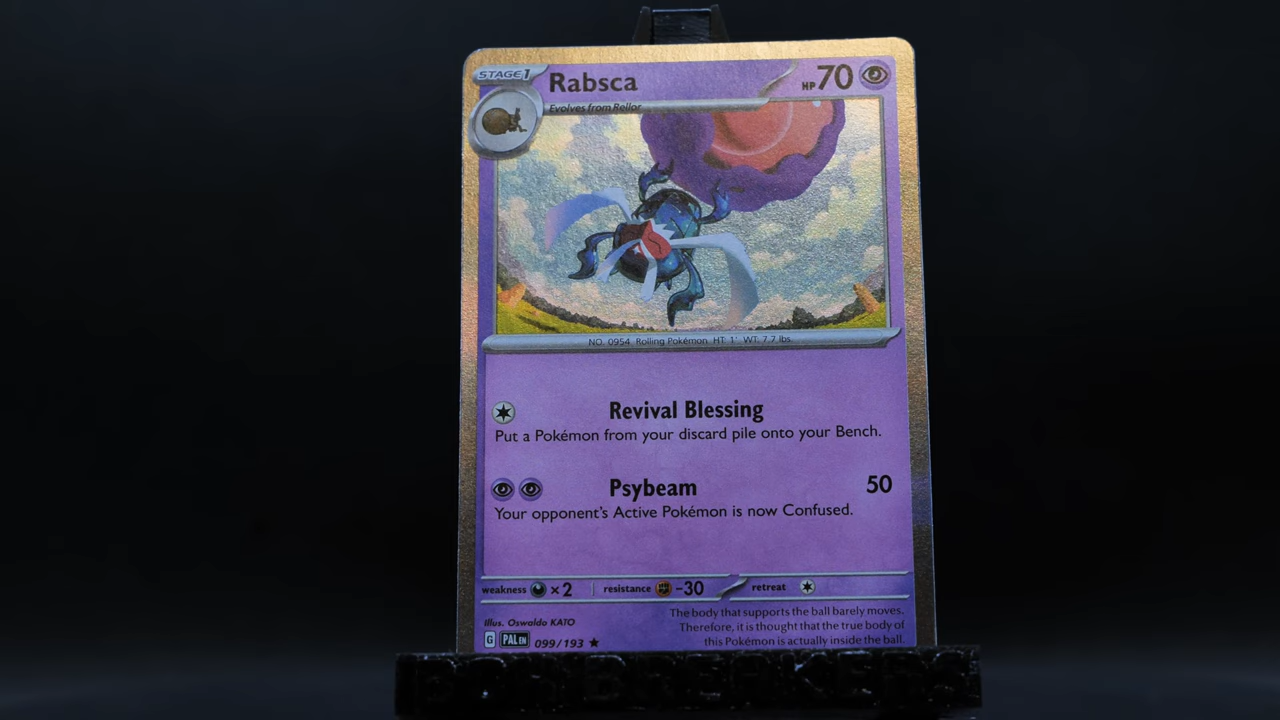 STAGE1 Rabsca HP 70
Evolves from Rellor
NO. 0954 Rolling Pokémon HT: 1' WT: 7.7 lbs.
Revival Blessing
Put a Pokémon from your discard pile onto your Bench.
Psybeam 50
Your opponent's Active Pokémon is now Confused.
weakness ×2 resistance -30 retreat
Illus. Oswaldo KATO
G PAL EN 099/193
The body that supports the ball barely moves.
Therefore, it is thought that the true body of
this Pokémon is actually inside the ball.